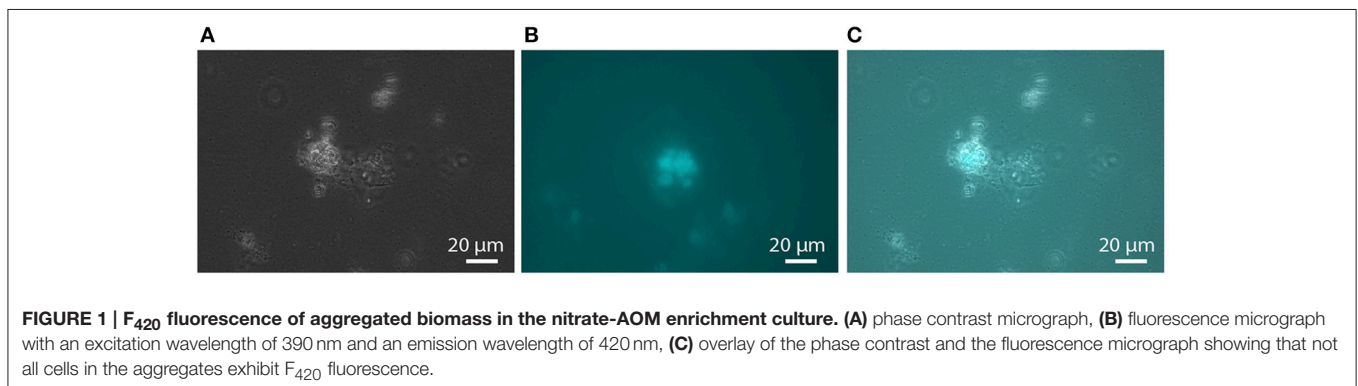 A B C
20 µm 20 µm 20 µm
FIGURE 1 | F420 fluorescence of aggregated biomass in the nitrate-AOM enrichment culture. (A) phase contrast micrograph, (B) fluorescence micrograph
with an excitation wavelength of 390 nm and an emission wavelength of 420 nm, (C) overlay of the phase contrast and the fluorescence micrograph showing that not
all cells in the aggregates exhibit F420 fluorescence.